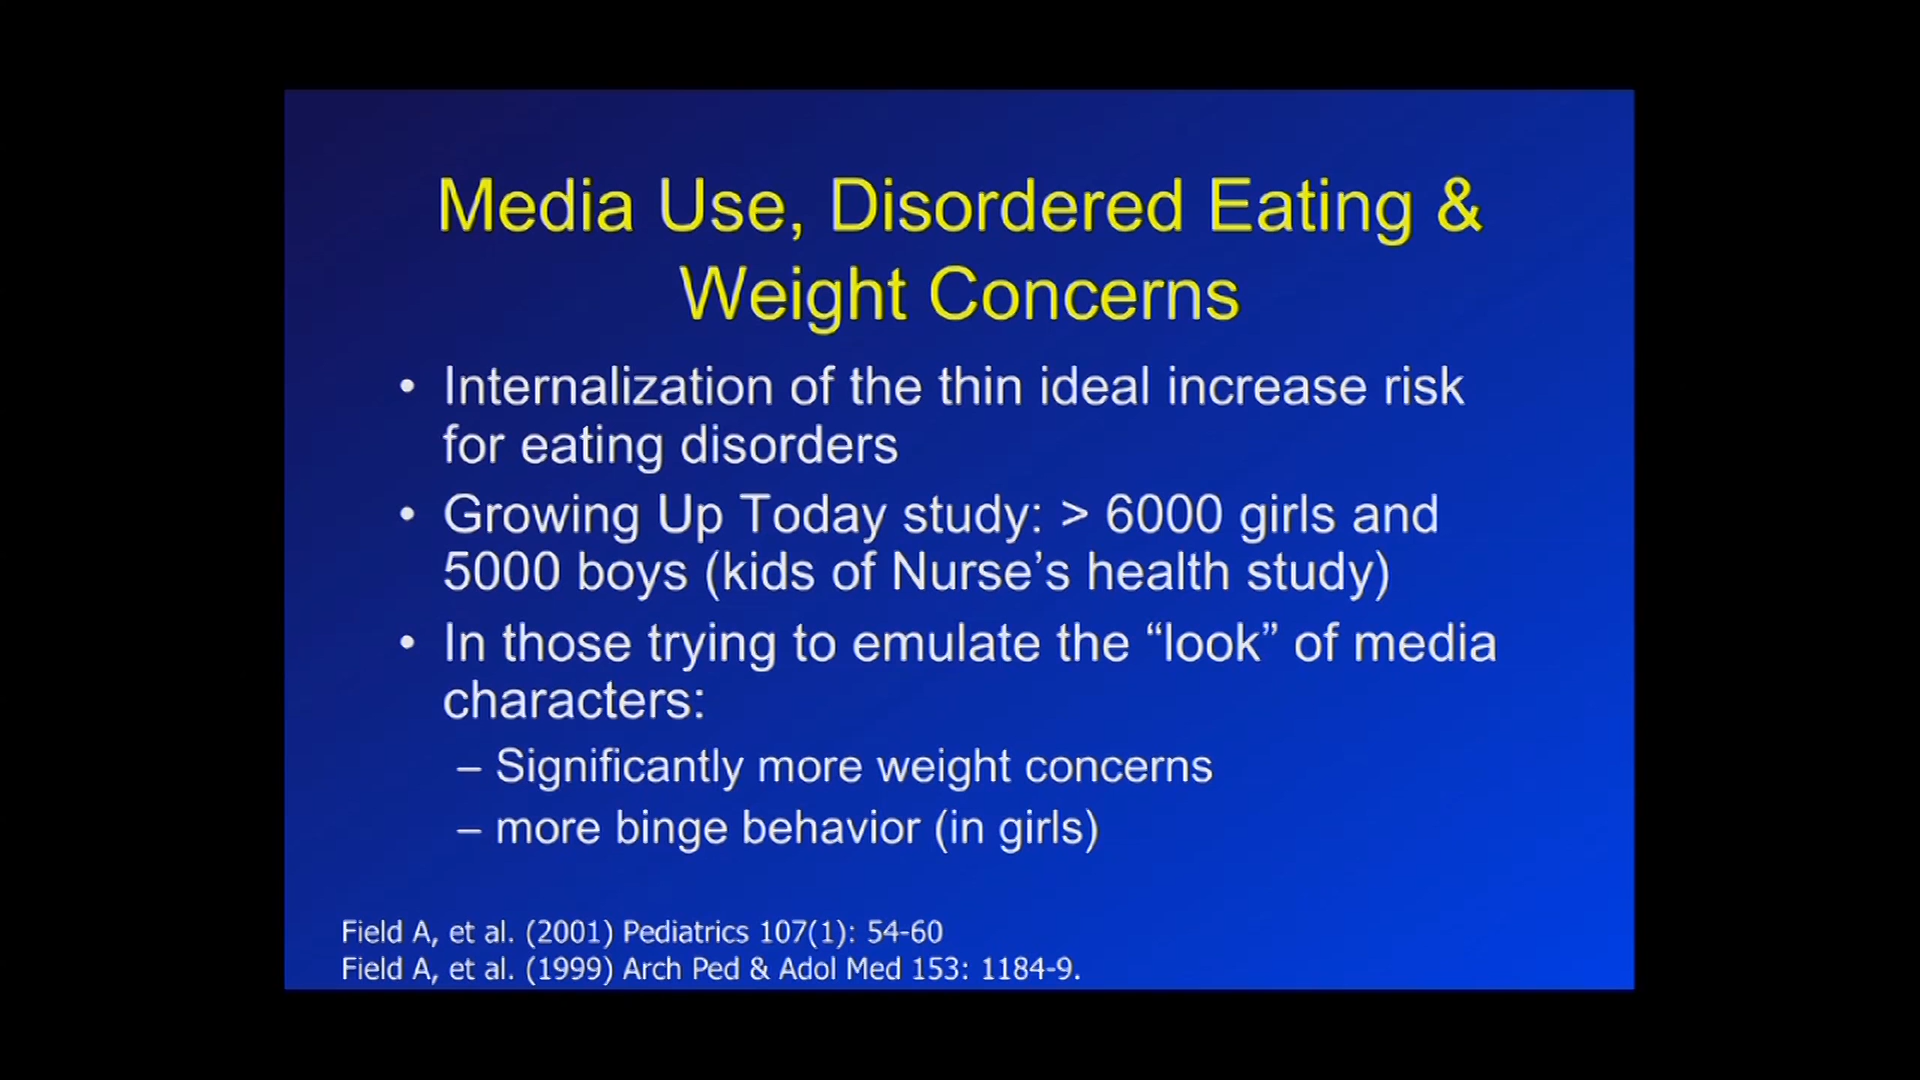 Media Use, Disordered Eating &
Weight Concerns
• Internalization of the thin ideal increase risk
for eating disorders
• Growing Up Today study: > 6000 girls and
5000 boys (kids of Nurse’s health study)
• In those trying to emulate the “look” of media
characters:
– Significantly more weight concerns
– more binge behavior (in girls)
Field A, et al. (2001) Pediatrics 107(1): 54-60
Field A, et al. (1999) Arch Ped & Adol Med 153: 1184-9.